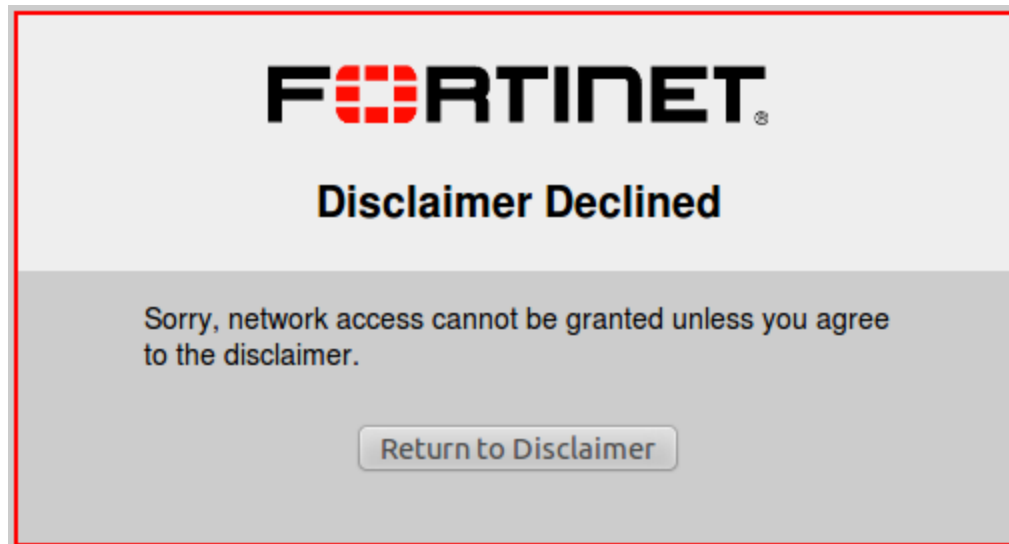 FORTINET®
Disclaimer Declined
Sorry, network access cannot be granted unless you agree
to the disclaimer.
Return to Disclaimer